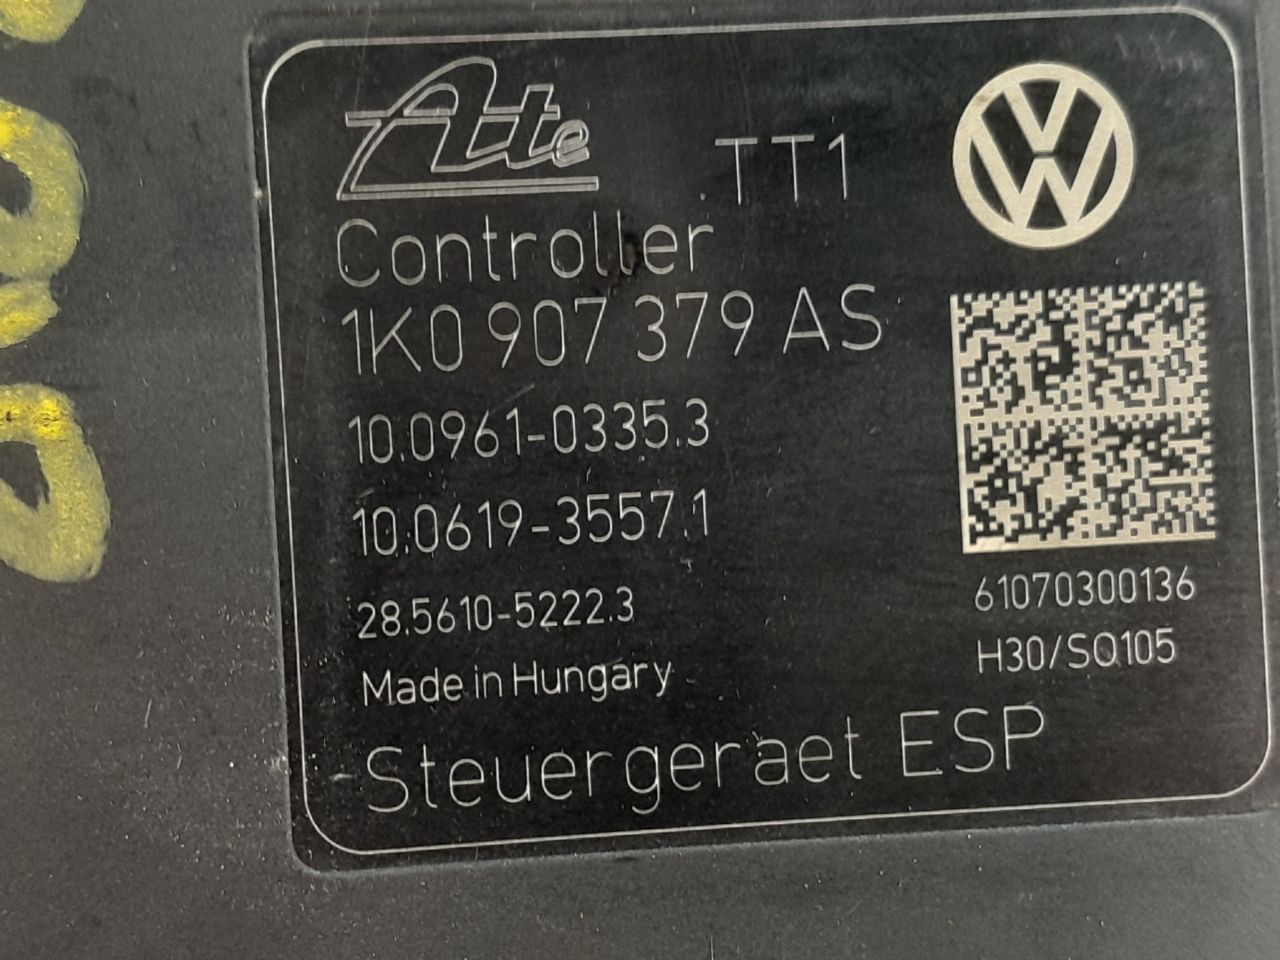 Ate
TT1
Controller
1K0 907 379 AS
10.0961-0335.3
10.0619-3557.1
28.5610-5222.3
Made in Hungary
61070300136
H30/SQ105
Steuergeraet ESP